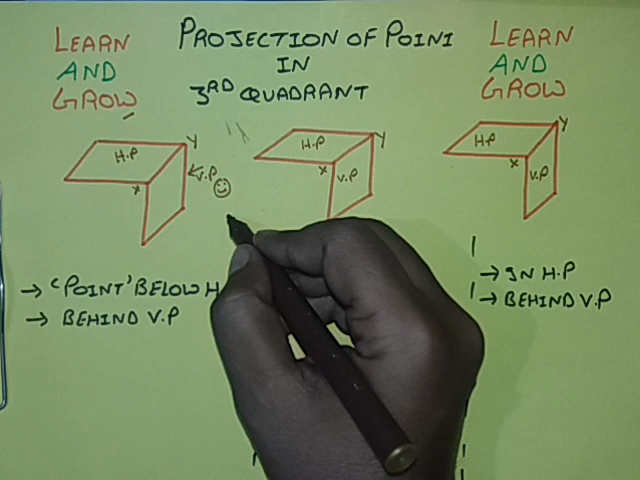 LEARN
AND
GROW
PROJECTION OF POINT
IN
3RD QUADRANT
LEARN
AND
GROW
H.P
Y
X
V.P
H.P
Y
X
V.P
H.P
Y
X
V.P
→ 'POINT' BELOW H
→ BEHIND V.P
→ IN H.P
→ BEHIND V.P